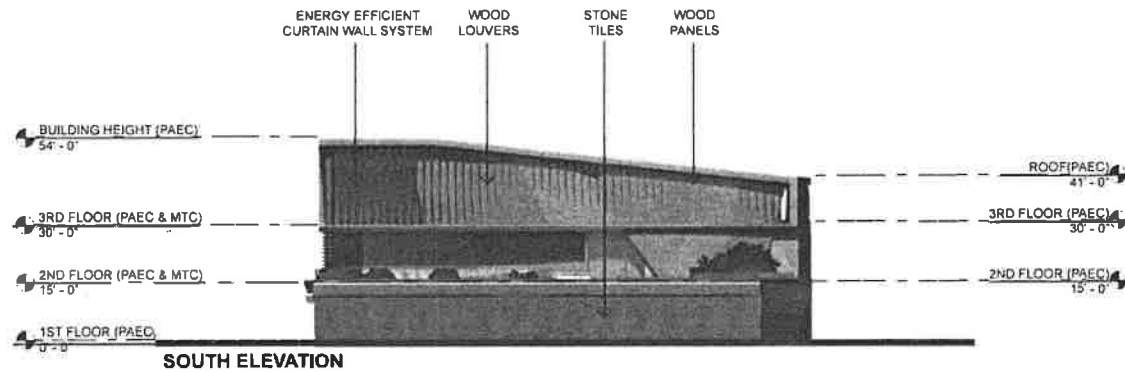 ENERGY EFFICIENT
CURTAIN WALL SYSTEM
WOOD
LOUVERS
STONE
TILES
WOOD
PANELS
BUILDING HEIGHT (PAEC)
54' - 0"
3RD FLOOR (PAEC & MTC)
30' - 0"
2ND FLOOR (PAEC & MTC)
15' - 0"
1ST FLOOR (PAEC)
0' - 0"
ROOF(PAEC)
41' - 0"
3RD FLOOR (PAEC)
30' - 0"
2ND FLOOR (PAEC)
15' - 0"
SOUTH ELEVATION